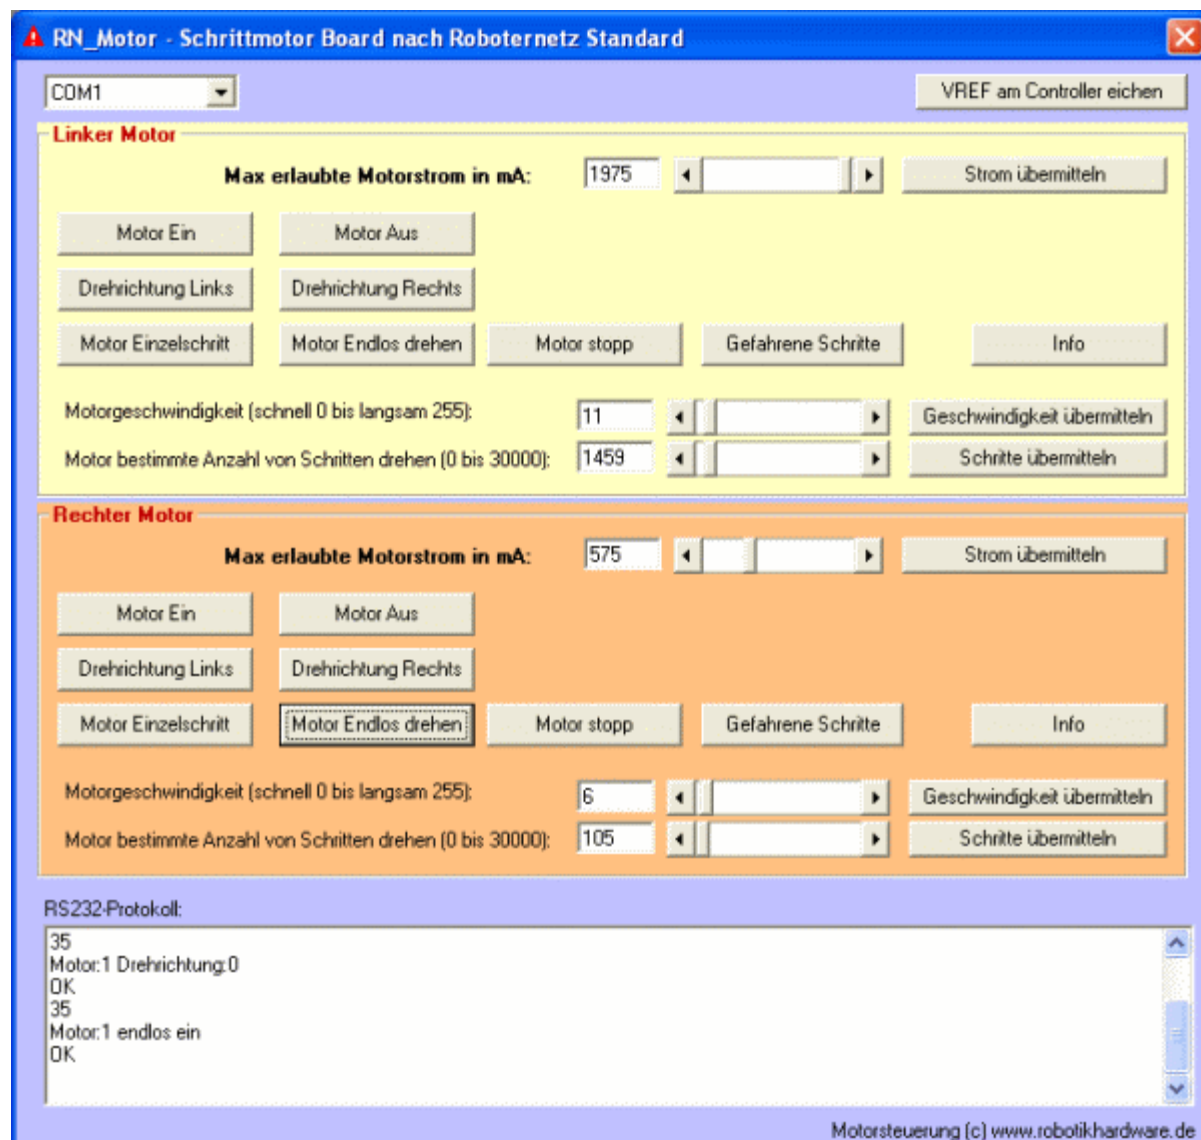 RN_Motor - Schrittmotor Board nach Roboternetz Standard
COM1 VREF am Controller eichen
Linker Motor
Max erlaubte Motorstrom in mA: 1975 Strom übermitteln
Motor Ein Motor Aus
Drehrichtung Links Drehrichtung Rechts
Motor Einzelschritt Motor Endlos drehen Motor stopp Gefahrene Schritte Info
Motorgeschwindigkeit (schnell 0 bis langsam 255): 11 Geschwindigkeit übermitteln
Motor bestimmte Anzahl von Schritten drehen (0 bis 30000): 1459 Schritte übermitteln
Rechter Motor
Max erlaubte Motorstrom in mA: 575 Strom übermitteln
Motor Ein Motor Aus
Drehrichtung Links Drehrichtung Rechts
Motor Einzelschritt Motor Endlos drehen Motor stopp Gefahrene Schritte Info
Motorgeschwindigkeit (schnell 0 bis langsam 255): 6 Geschwindigkeit übermitteln
Motor bestimmte Anzahl von Schritten drehen (0 bis 30000): 105 Schritte übermitteln
RS232-Protokoll:
35
Motor:1 Drehrichtung:0
OK
35
Motor:1 endlos ein
OK
Motorsteuerung (c) www.robotikhardware.de